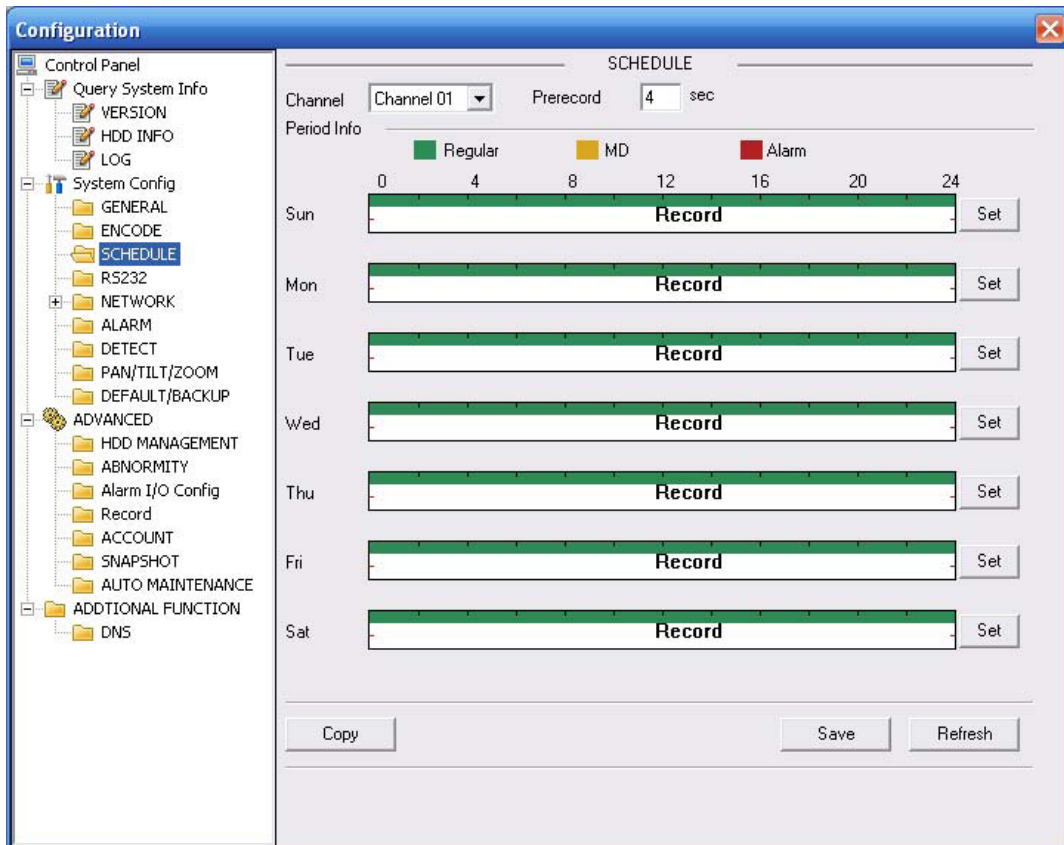 Configuration
Control Panel
Query System Info
VERSION
HDD INFO
LOG
System Config
GENERAL
ENCODE
SCHEDULE
RS232
NETWORK
ALARM
DETECT
PAN/TILT/ZOOM
DEFAULT/BACKUP
ADVANCED
HDD MANAGEMENT
ABNORMITY
Alarm I/O Config
Record
ACCOUNT
SNAPSHOT
AUTO MAINTENANCE
ADDTIONAL FUNCTION
DNS
SCHEDULE
Channel Channel 01 Prerecord 4 sec
Period Info
Regular MD Alarm
0 4 8 12 16 20 24
Sun Record Set
Mon Record Set
Tue Record Set
Wed Record Set
Thu Record Set
Fri Record Set
Sat Record Set
Copy Save Refresh